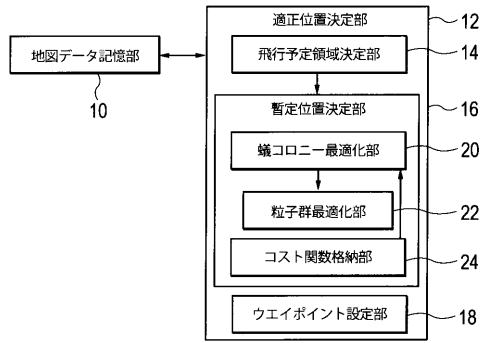 適正位置決定部
12
地図データ記憶部
10
飛行予定領域決定部
14
暫定位置決定部
16
蟻コロニー最適化部
20
粒子群最適化部
22
コスト関数格納部
24
ウエイポイント設定部
18